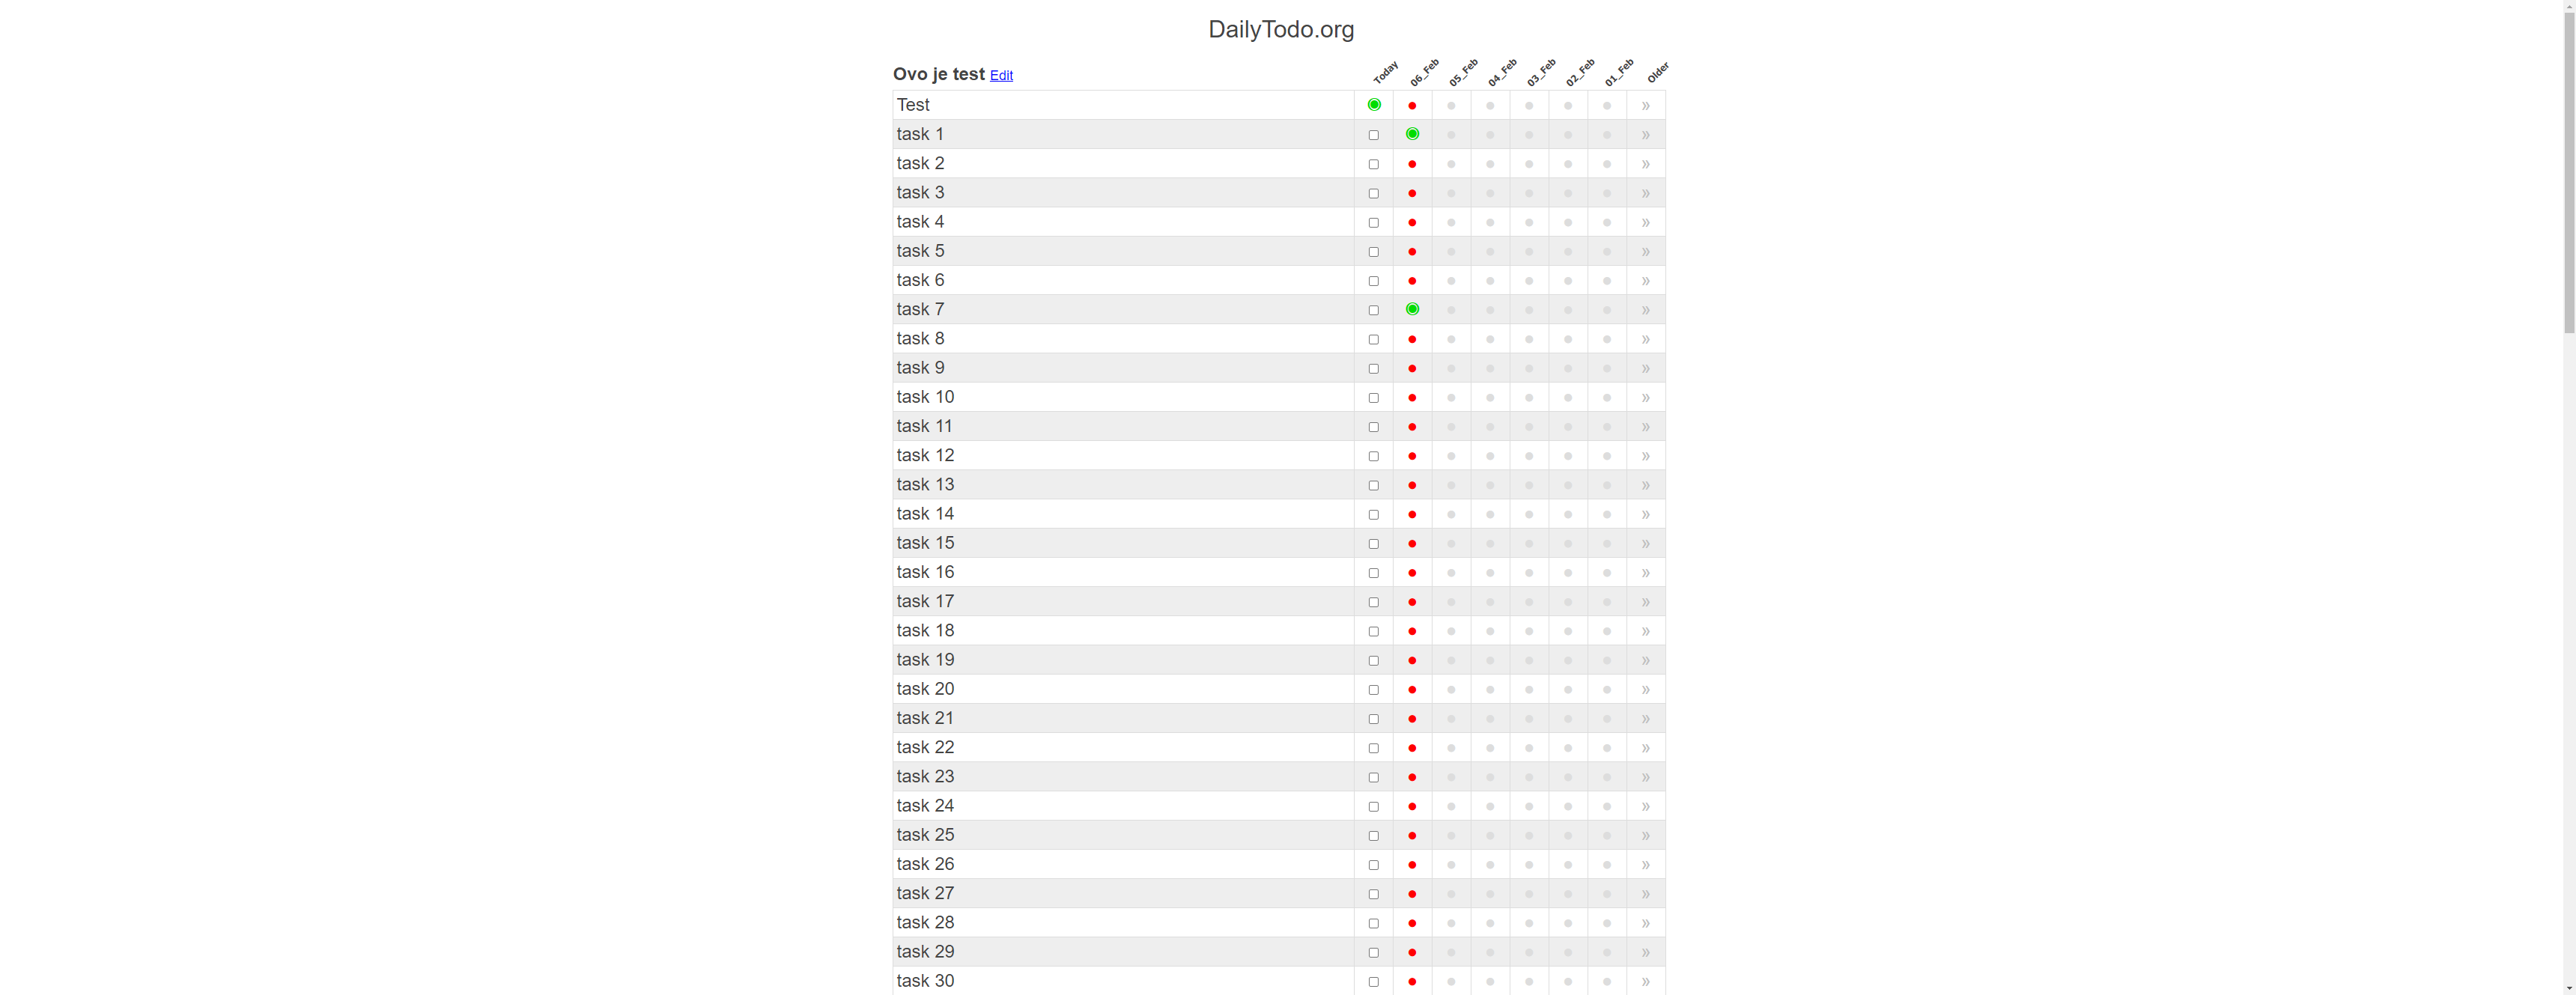 DailyTodo.org
Ovo je test Edit Today 06_Feb 05_Feb 04_Feb 03_Feb 02_Feb 01_Feb Older
Test »
task 1 »
task 2 »
task 3 »
task 4 »
task 5 »
task 6 »
task 7 »
task 8 »
task 9 »
task 10 »
task 11 »
task 12 »
task 13 »
task 14 »
task 15 »
task 16 »
task 17 »
task 18 »
task 19 »
task 20 »
task 21 »
task 22 »
task 23 »
task 24 »
task 25 »
task 26 »
task 27 »
task 28 »
task 29 »
task 30 »